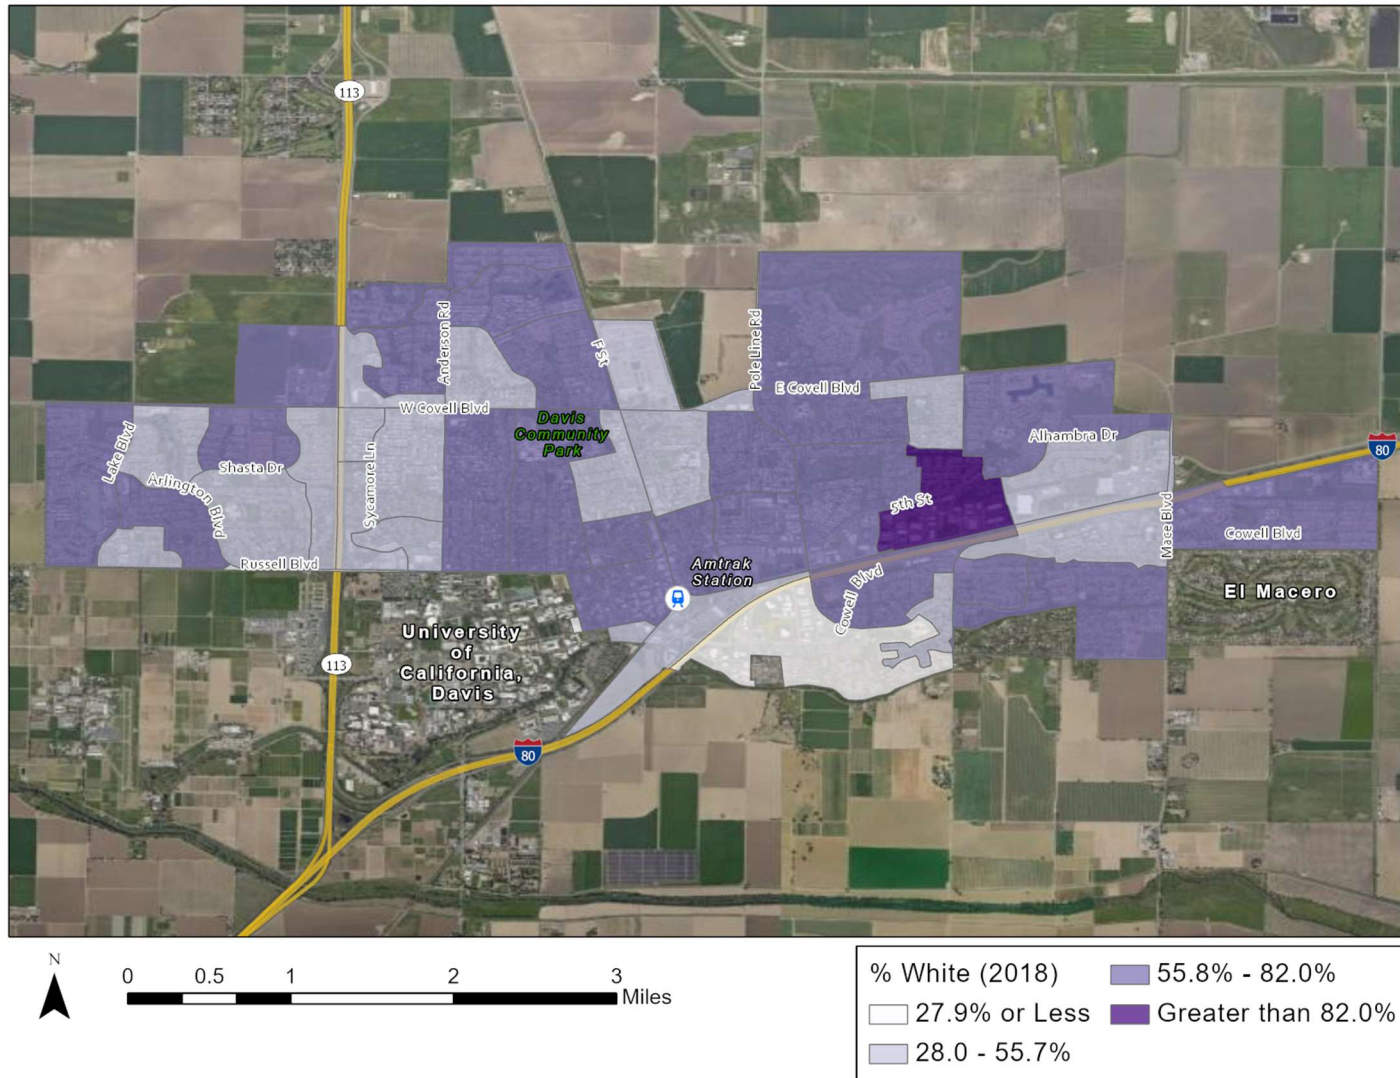 113
Anderson Rd
F St
Pole Line Rd
E Covell Blvd
W Covell Blvd
Davis
Community
Park
Lake Blvd
Shasta Dr
Arlington Blvd
Sycamore Ln
Alhambra Dr
80
5th St
Mace Blvd
Cowell Blvd
Russell Blvd
Amtrak
Station
Cowell Blvd
El Macero
University
of
California,
Davis
113
80
N
0 0.5 1 2 3
Miles
% White (2018)
27.9% or Less
28.0 - 55.7%
55.8% - 82.0%
Greater than 82.0%